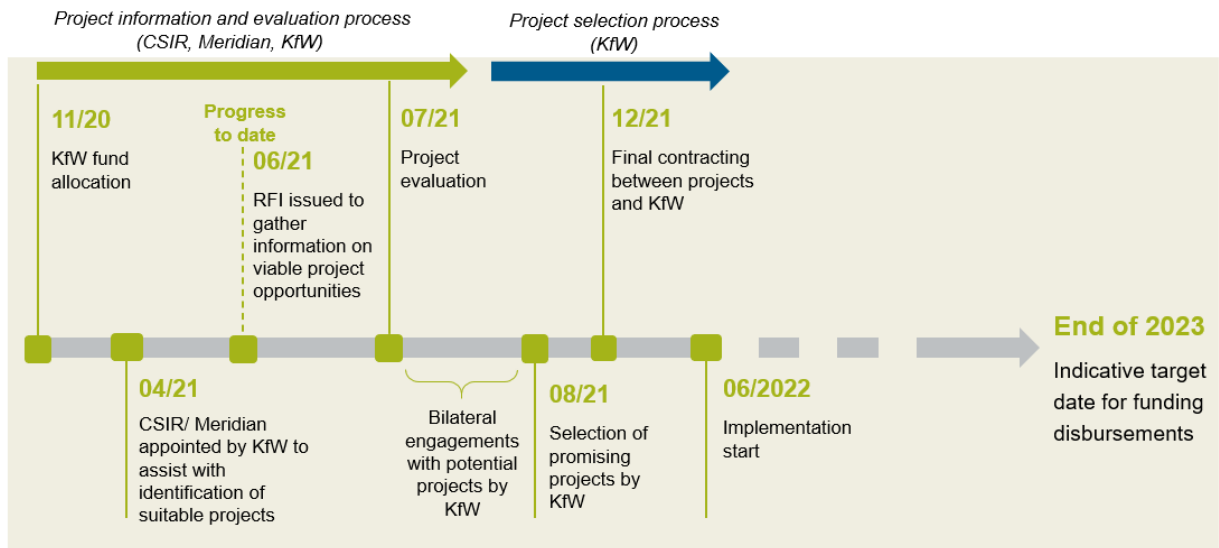 Project information and evaluation process
(CSIR, Meridian, KfW)
Project selection process
(KfW)
11/20
KfW fund
allocation
Progress
to date
06/21
RFI issued to
gather
information on
viable project
opportunities
07/21
Project
evaluation
12/21
Final contracting
between projects
and KfW
04/21
CSIR/ Meridian
appointed by KfW to
assist with
identification of
suitable projects
Bilateral
engagements
with potential
projects by
KfW
08/21
Selection of
promising
projects by
KfW
06/2022
Implementation
start
End of 2023
Indicative target
date for funding
disbursements